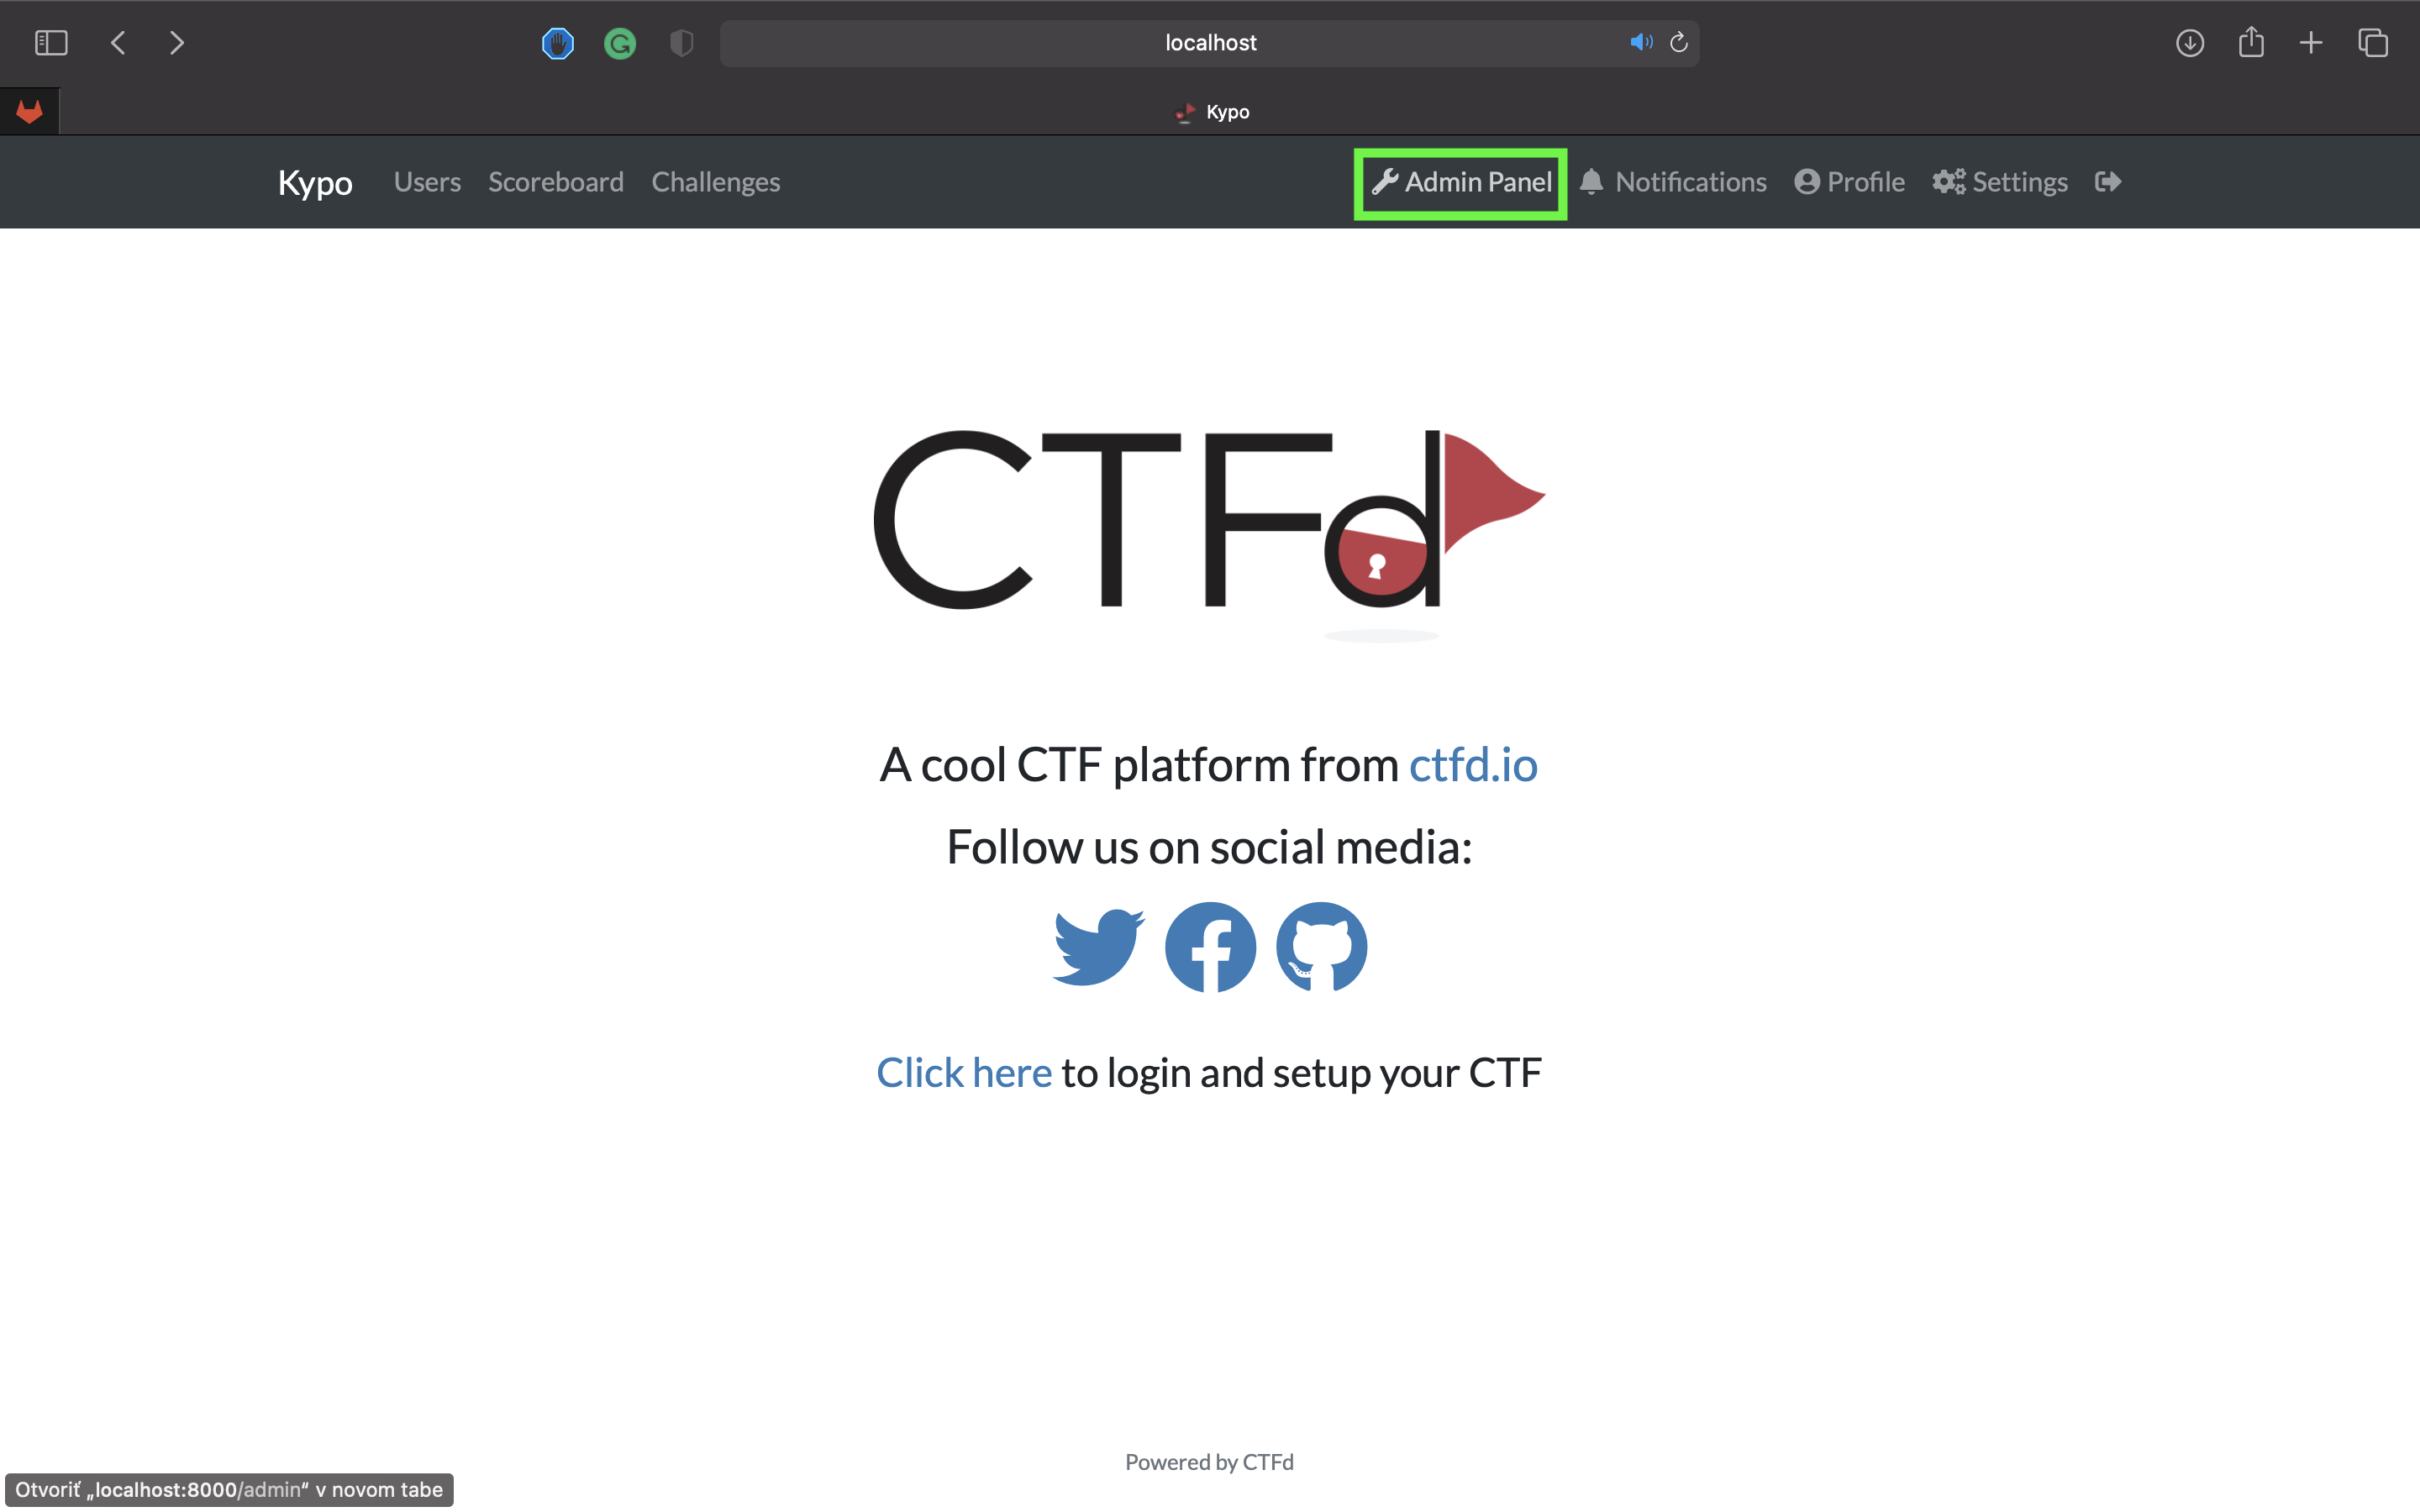 localhost
Kypo
Kypo Users Scoreboard Challenges Admin Panel Notifications Profile Settings
CTFd
A cool CTF platform from ctfd.io
Follow us on social media:
Click here to login and setup your CTF
Powered by CTFd
Otvoriť „localhost:8000/admin“ v novom tabe